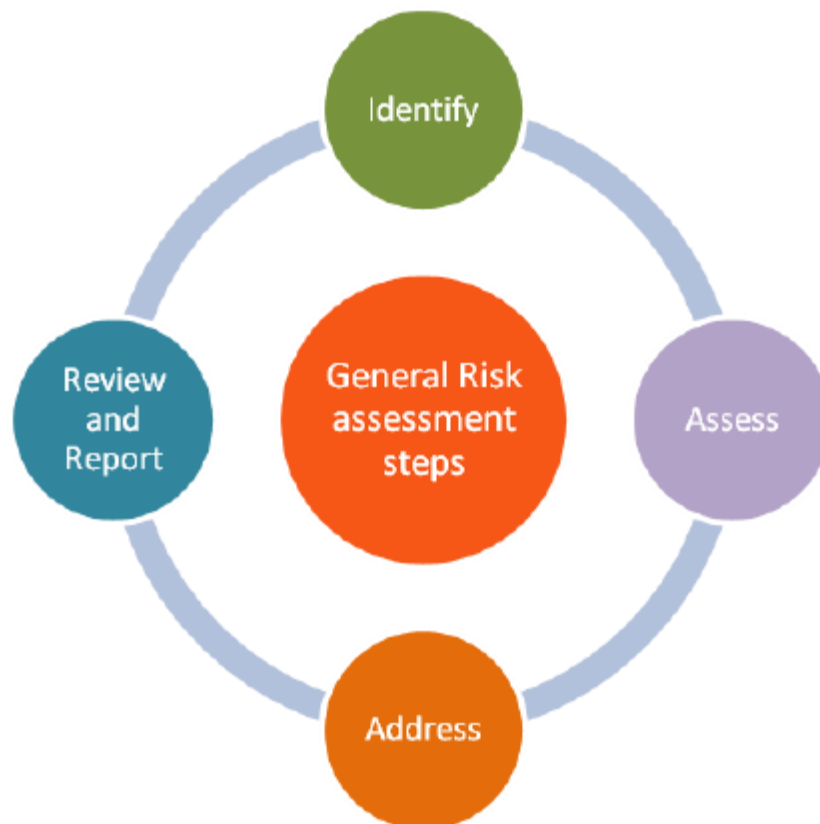 Identify
General Risk
assessment
steps
Assess
Address
Review
and
Report